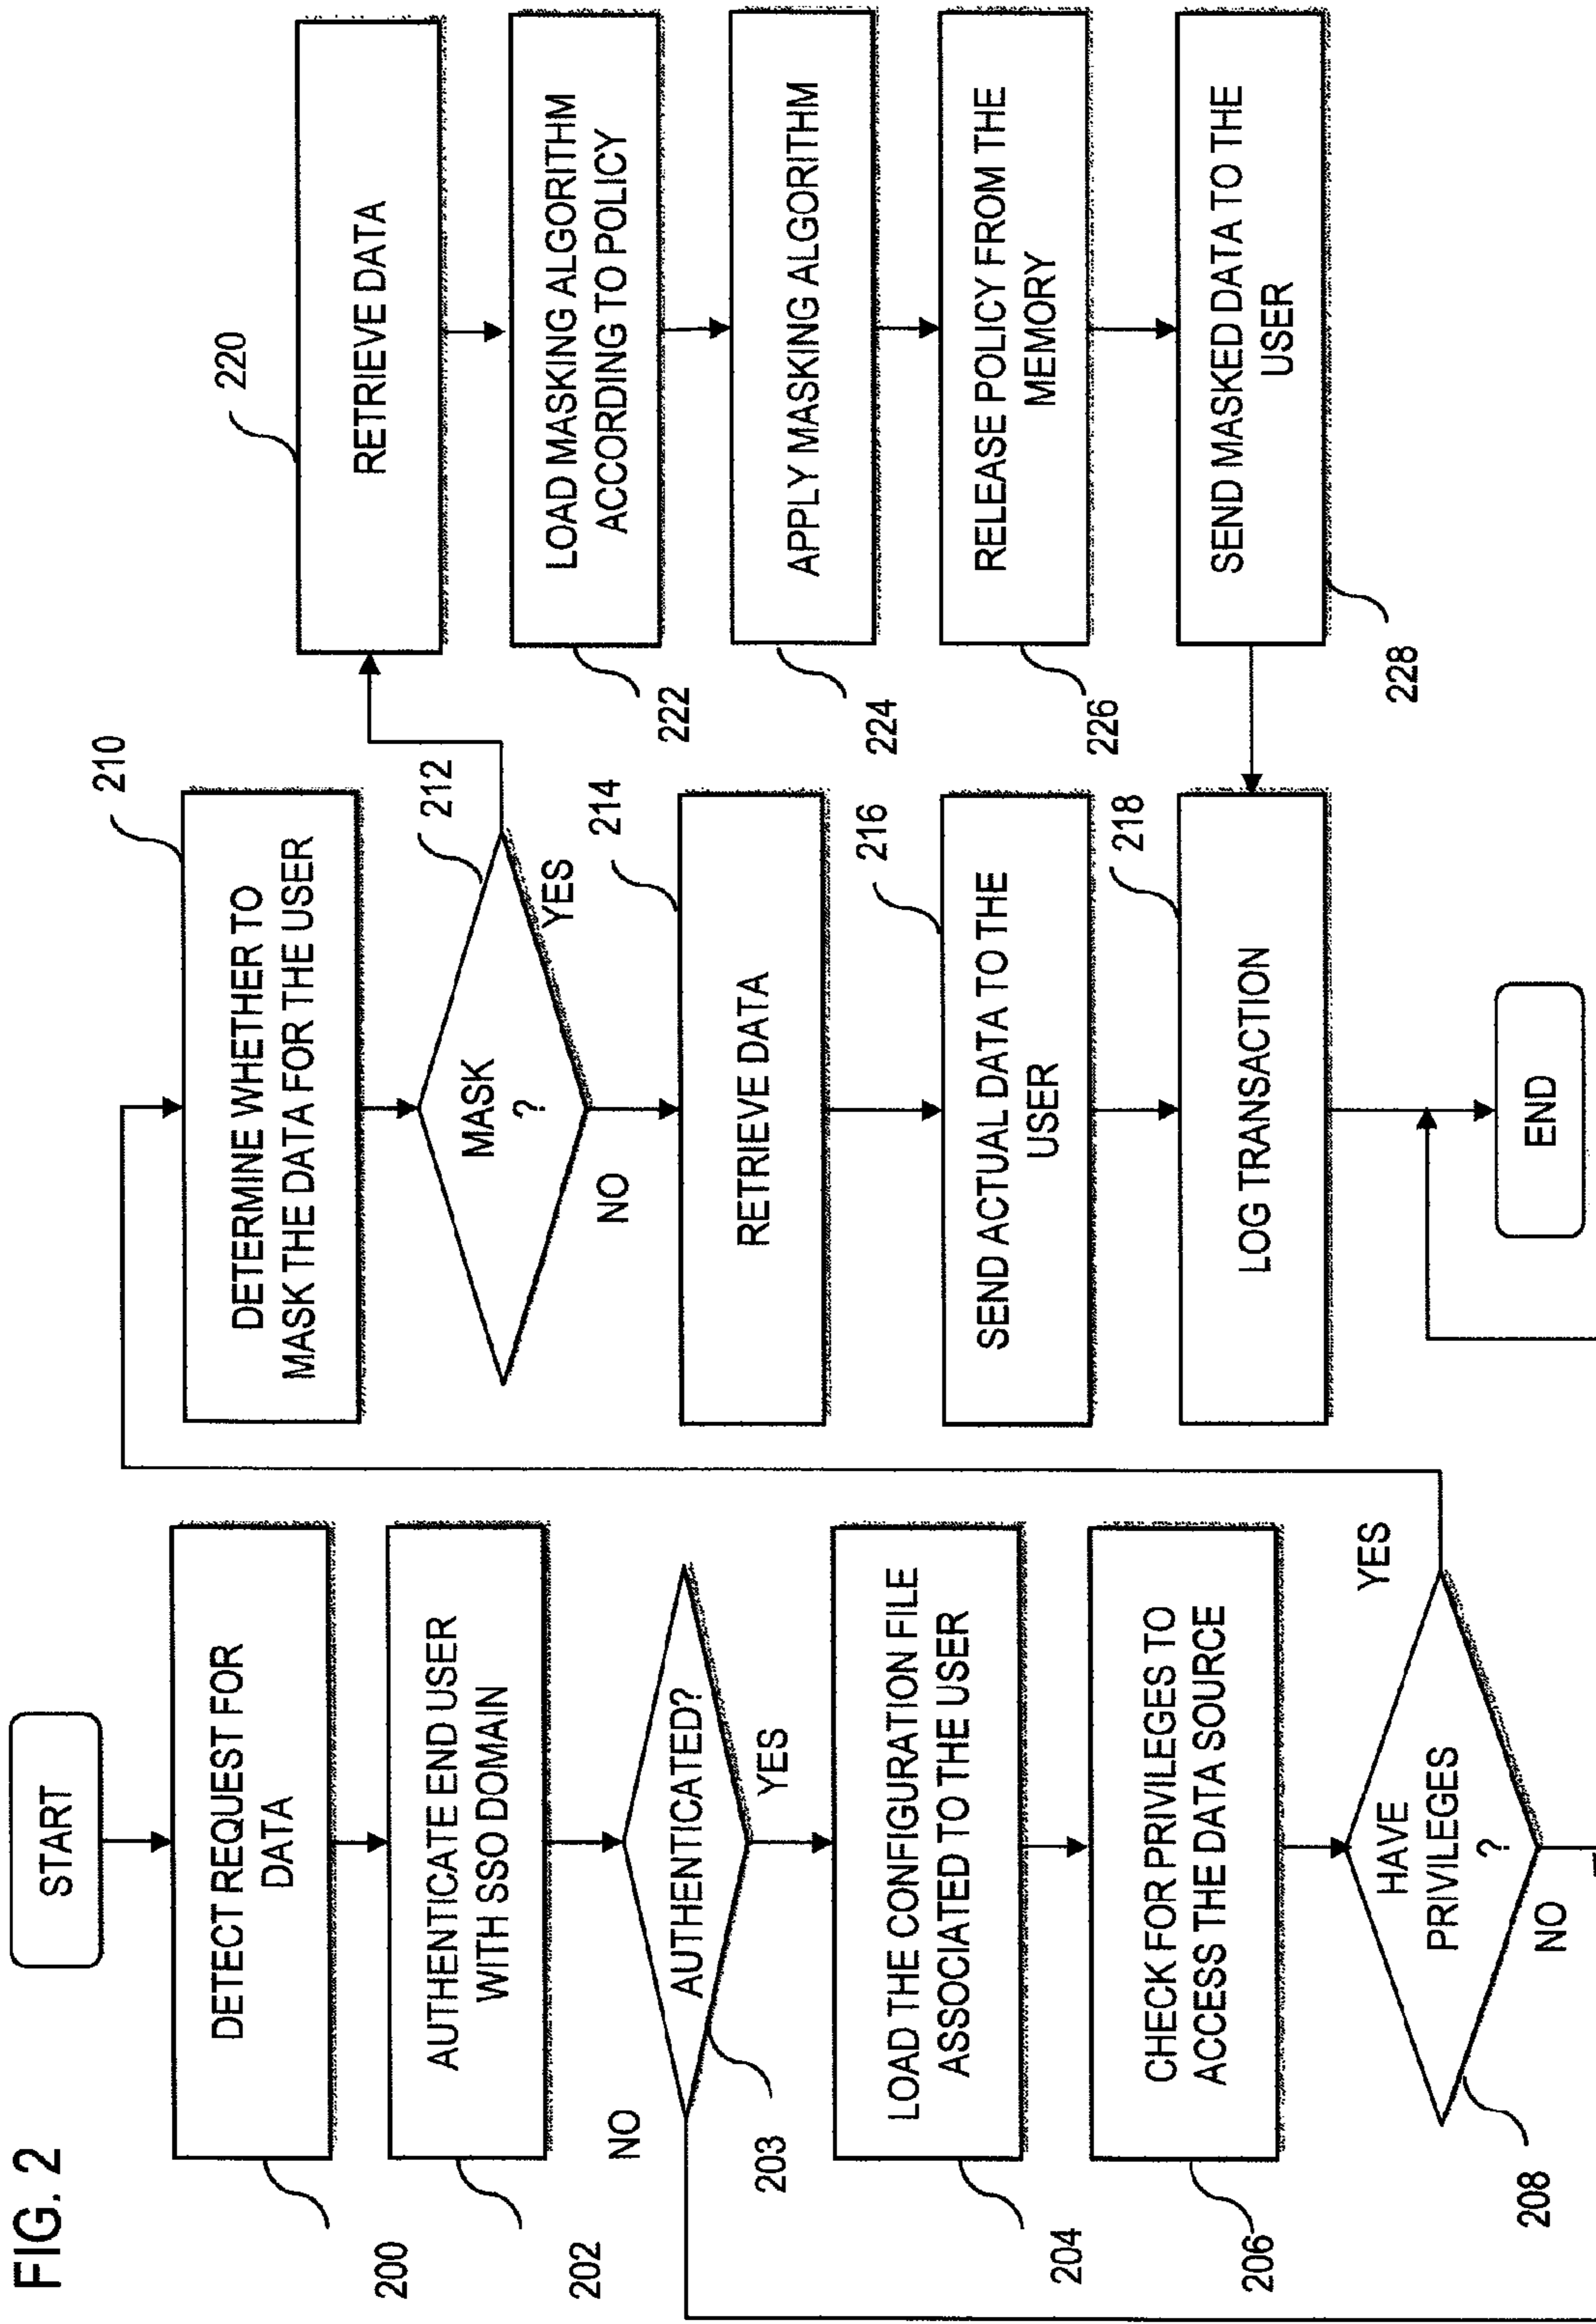 FIG. 2
START
DETECT REQUEST FOR
DATA
200
AUTHENTICATE END USER
WITH SSO DOMAIN
202
AUTHENTICATED?
NO
YES
203
LOAD THE CONFIGURATION FILE
ASSOCIATED TO THE USER
204
CHECK FOR PRIVILEGES TO
ACCESS THE DATA SOURCE
206
HAVE
PRIVILEGES
?
YES
NO
208
210
DETERMINE WHETHER TO
MASK THE DATA FOR THE USER
212
MASK
?
YES
NO
214
RETRIEVE DATA
216
SEND ACTUAL DATA TO THE
USER
218
LOG TRANSACTION
END
220
RETRIEVE DATA
LOAD MASKING ALGORITHM
ACCORDING TO POLICY
222
APPLY MASKING ALGORITHM
224
RELEASE POLICY FROM THE
MEMORY
226
SEND MASKED DATA TO THE
USER
228